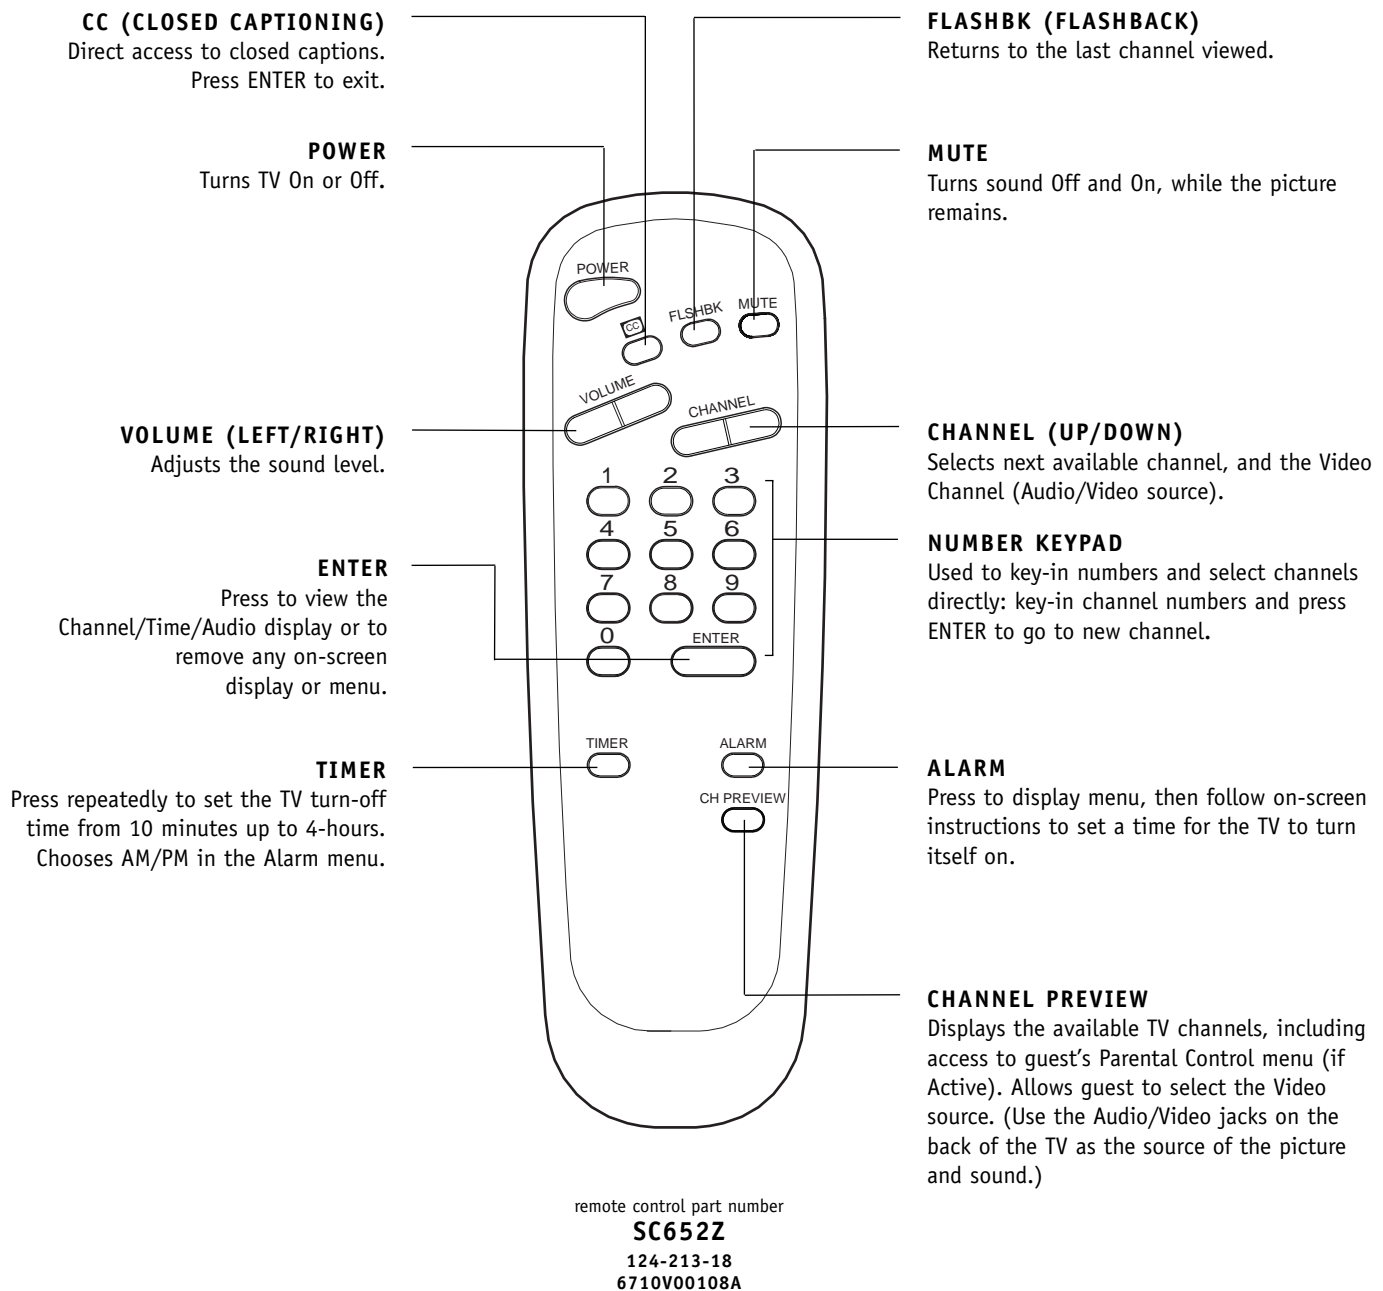 CC (CLOSED CAPTIONING)
Direct access to closed captions.
Press ENTER to exit.
POWER
Turns TV On or Off.
VOLUME (LEFT/RIGHT)
Adjusts the sound level.
ENTER
Press to view the
Channel/Time/Audio display or to
remove any on-screen
display or menu.
TIMER
Press repeatedly to set the TV turn-off
time from 10 minutes up to 4-hours.
Chooses AM/PM in the Alarm menu.
POWER
CC
FLSHBK
MUTE
VOLUME
CHANNEL
1 2 3
4 5 6
7 8 9
0 ENTER
TIMER ALARM
CH PREVIEW
FLASHBK (FLASHBACK)
Returns to the last channel viewed.
MUTE
Turns sound Off and On, while the picture
remains.
CHANNEL (UP/DOWN)
Selects next available channel, and the Video
Channel (Audio/Video source).
NUMBER KEYPAD
Used to key-in numbers and select channels
directly: key-in channel numbers and press
ENTER to go to new channel.
ALARM
Press to display menu, then follow on-screen
instructions to set a time for the TV to turn
itself on.
CHANNEL PREVIEW
Displays the available TV channels, including
access to guest's Parental Control menu (if
Active). Allows guest to select the Video
source. (Use the Audio/Video jacks on the
back of the TV as the source of the picture
and sound.)
remote control part number
SC652Z
124-213-18
6710V00108A